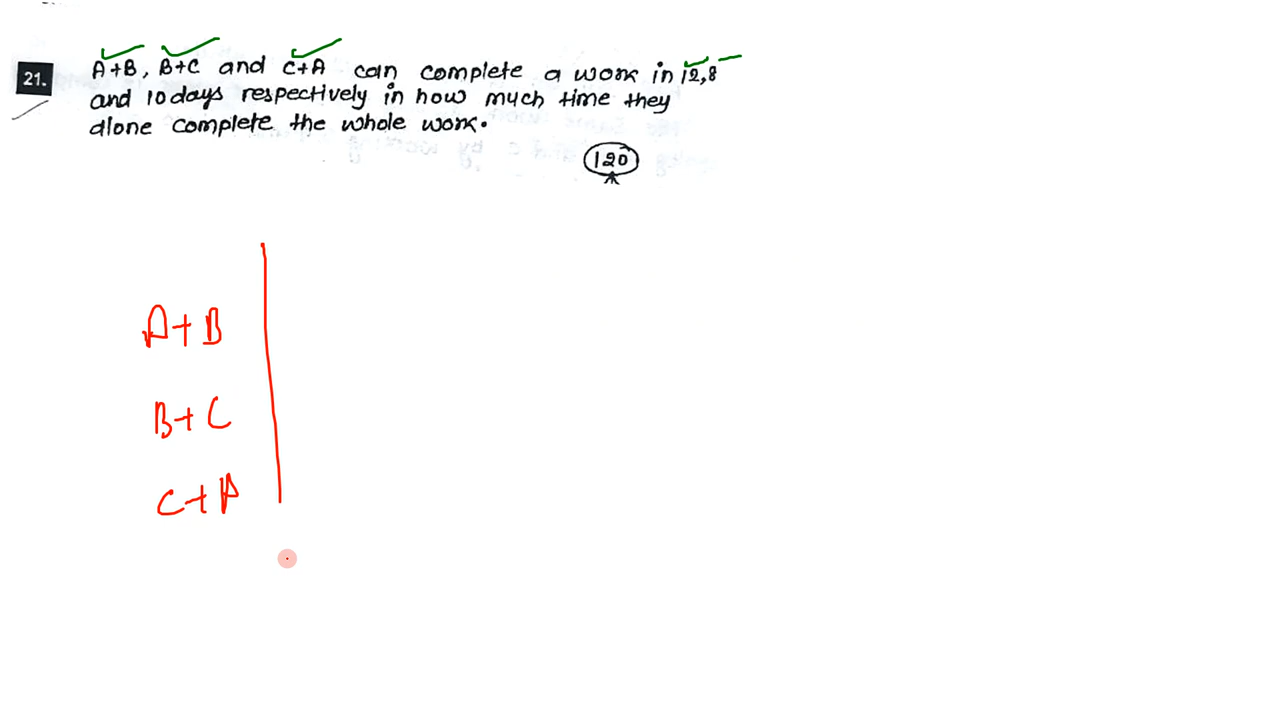 21. A+B, B+C and C+A can complete a work in 12,8
and 10 days respectively in how much time they
alone complete the whole work.
120
A+B
B+C
C+A